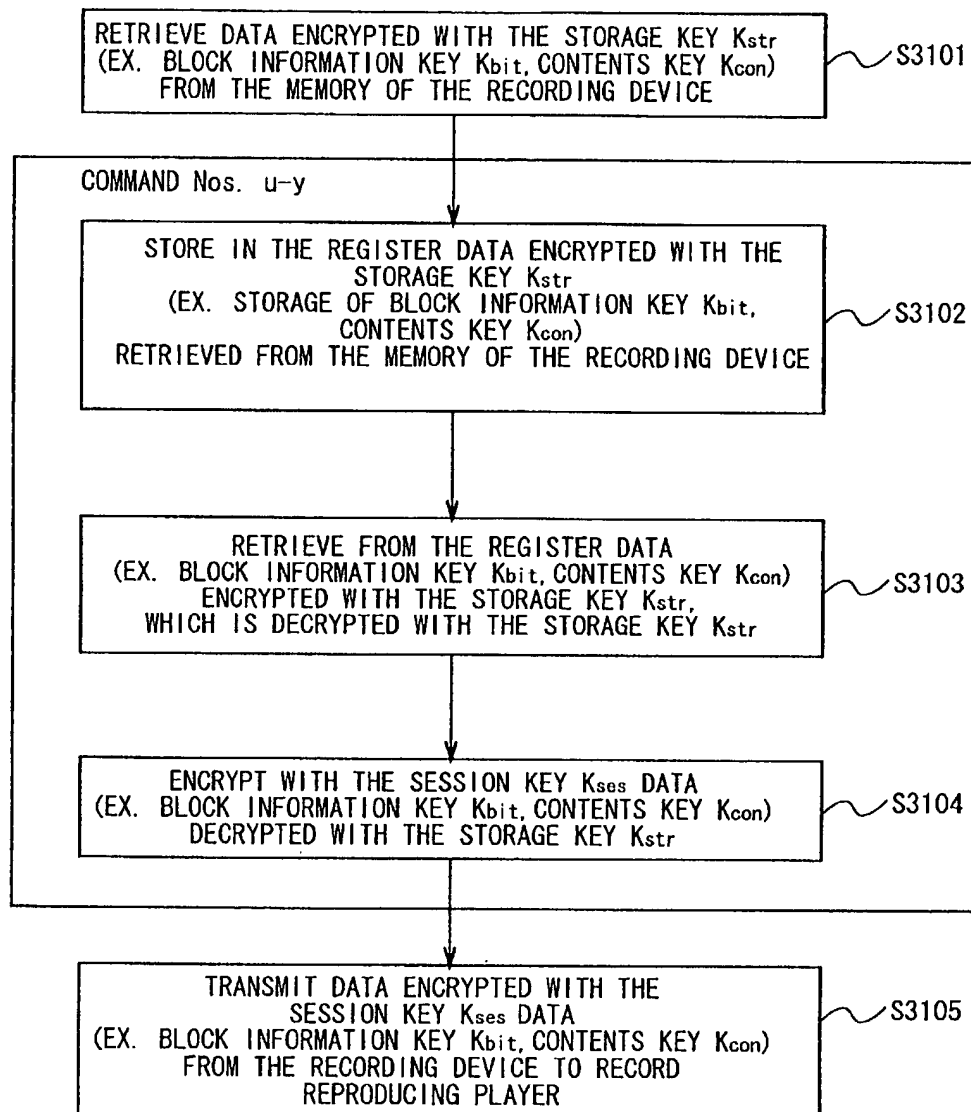 RETRIEVE DATA ENCRYPTED WITH THE STORAGE KEY Kstr
(EX. BLOCK INFORMATION KEY Kbit, CONTENTS KEY Kcon)
FROM THE MEMORY OF THE RECORDING DEVICE
S3101
COMMAND Nos. u-y
STORE IN THE REGISTER DATA ENCRYPTED WITH THE
STORAGE KEY Kstr
(EX. STORAGE OF BLOCK INFORMATION KEY Kbit,
CONTENTS KEY Kcon)
RETRIEVED FROM THE MEMORY OF THE RECORDING DEVICE
S3102
RETRIEVE FROM THE REGISTER DATA
(EX. BLOCK INFORMATION KEY Kbit, CONTENTS KEY Kcon)
ENCRYPTED WITH THE STORAGE KEY Kstr,
WHICH IS DECRYPTED WITH THE STORAGE KEY Kstr
S3103
ENCRYPT WITH THE SESSION KEY Kses DATA
(EX. BLOCK INFORMATION KEY Kbit, CONTENTS KEY Kcon)
DECRYPTED WITH THE STORAGE KEY Kstr
S3104
TRANSMIT DATA ENCRYPTED WITH THE
SESSION KEY Kses DATA
(EX. BLOCK INFORMATION KEY Kbit, CONTENTS KEY Kcon)
FROM THE RECORDING DEVICE TO RECORD
REPRODUCING PLAYER
S3105